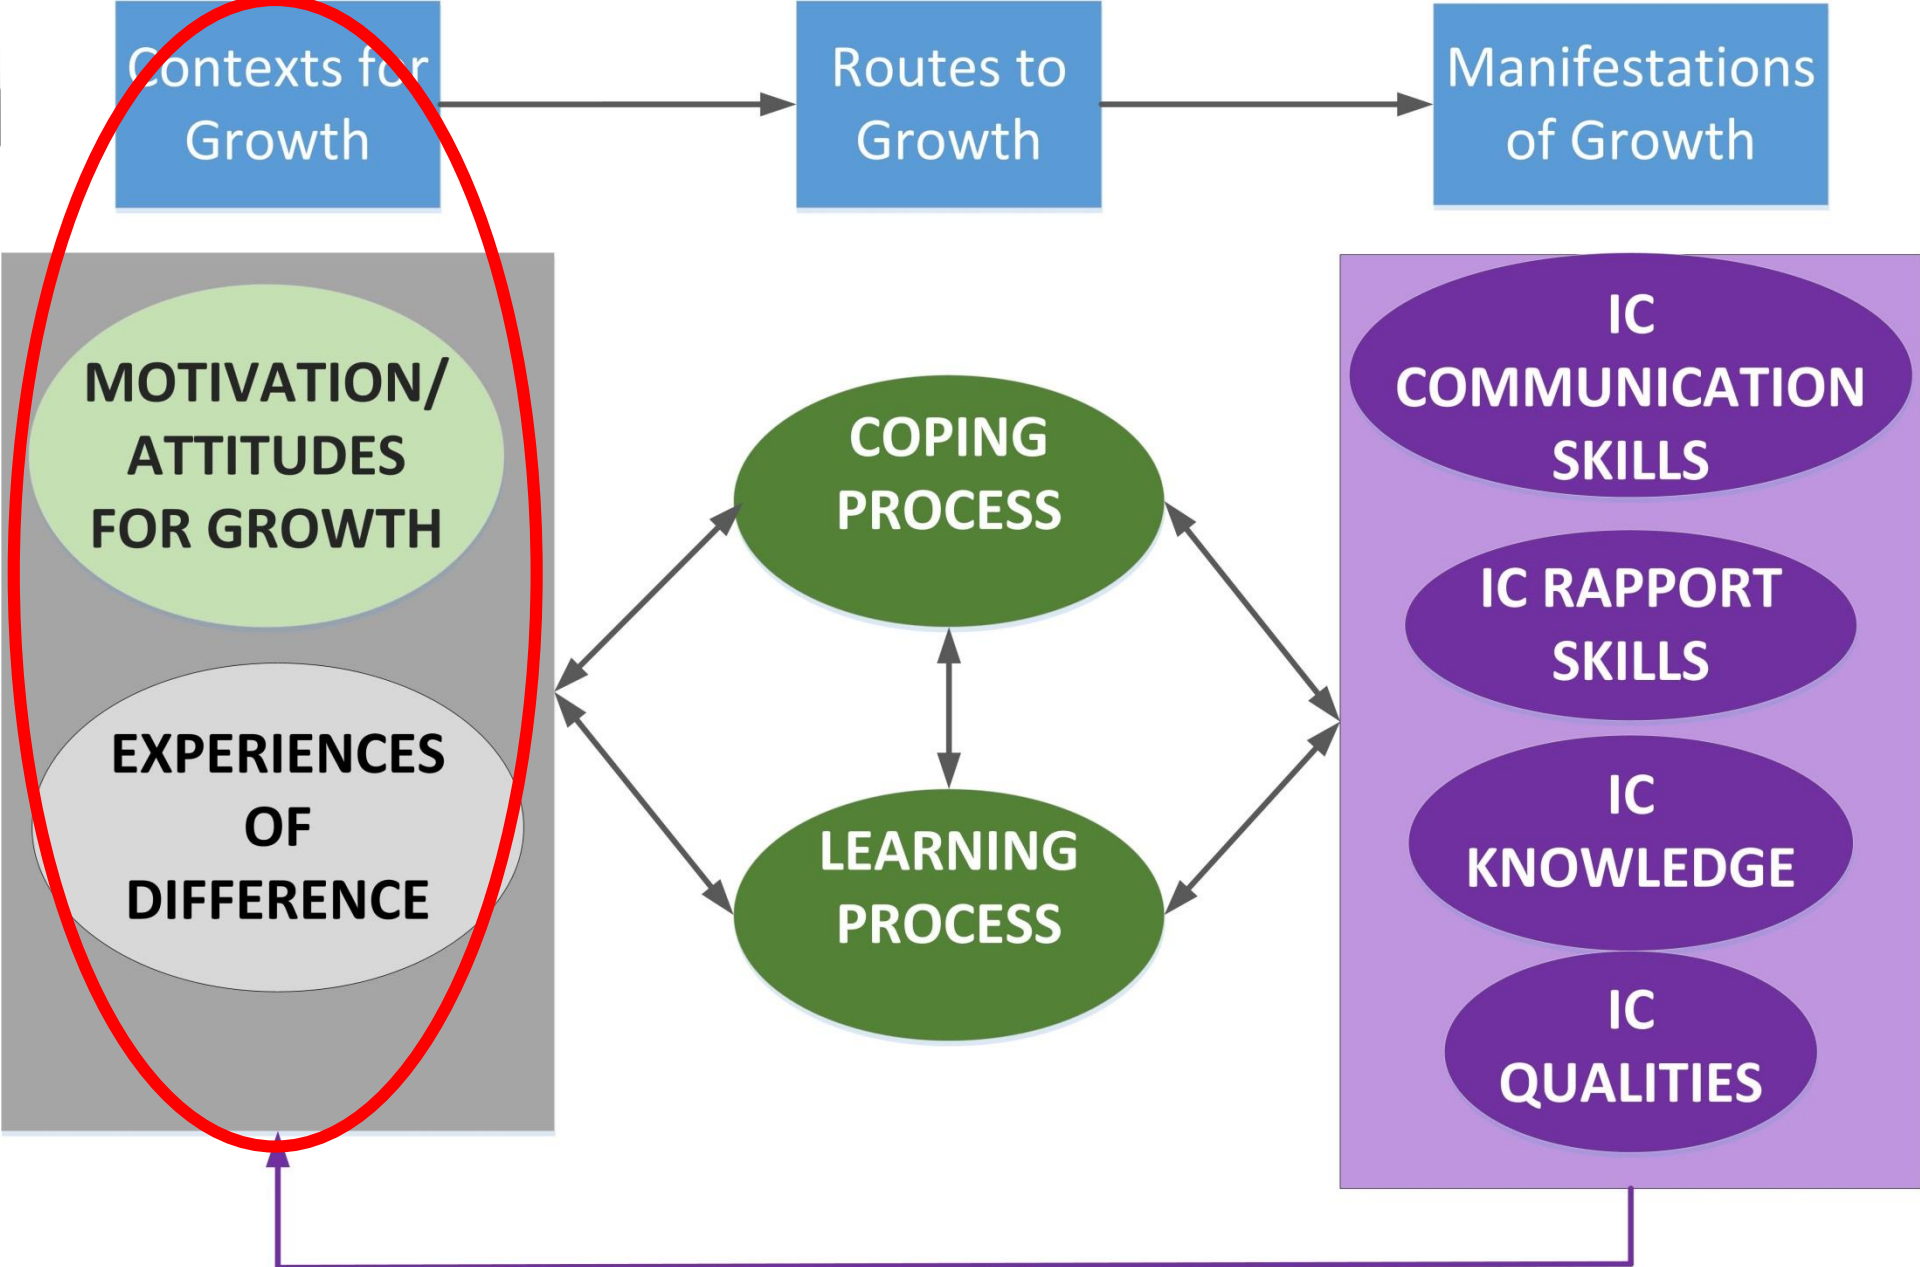 Contexts for
Growth
Routes to
Growth
Manifestations
of Growth
MOTIVATION/
ATTITUDES
FOR GROWTH
EXPERIENCES
OF
DIFFERENCE
COPING
PROCESS
LEARNING
PROCESS
IC
COMMUNICATION
SKILLS
IC RAPPORT
SKILLS
IC
KNOWLEDGE
IC
QUALITIES